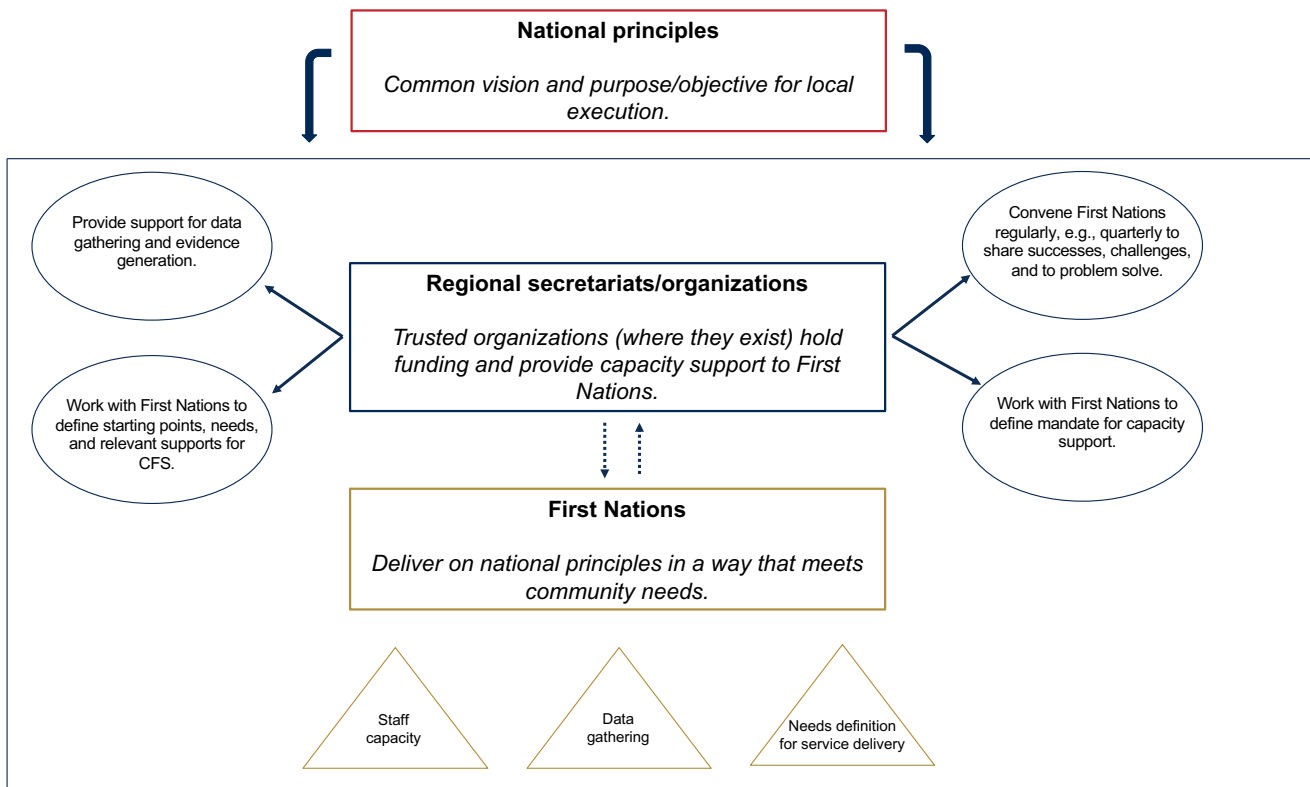 National principles
Common vision and purpose/objective for local
execution.
Provide support for data
gathering and evidence
generation.
Convene First Nations
regularly, e.g., quarterly to
share successes, challenges,
and to problem solve.
Regional secretariats/organizations
Trusted organizations (where they exist) hold
funding and provide capacity support to First
Nations.
Work with First Nations to
define starting points, needs,
and relevant supports for
CFS.
Work with First Nations to
define mandate for capacity
support.
First Nations
Deliver on national principles in a way that meets
community needs.
Staff
capacity
Data
gathering
Needs definition
for service delivery